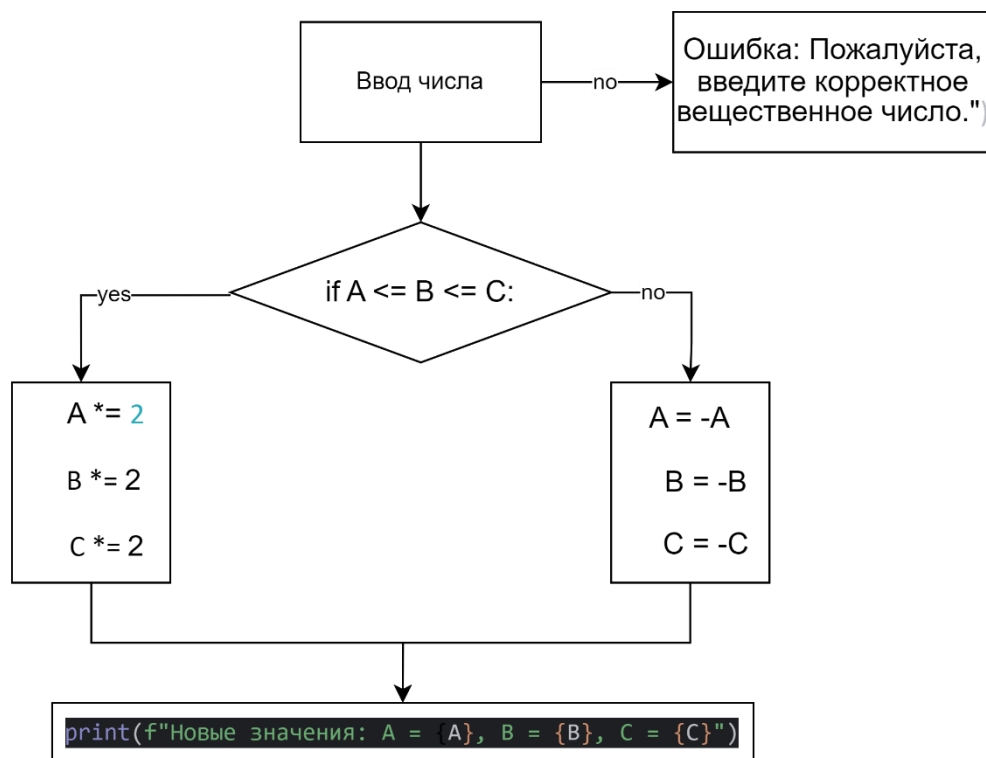 Ввод числа
no
Ошибка: Пожалуйста,
введите корректное
вещественное число.")
if A <= B <= C:
yes
no
A *= 2
B *= 2
C *= 2
A = -A
B = -B
C = -C
print(f"Новые значения: A = {A}, B = {B}, C = {C}")